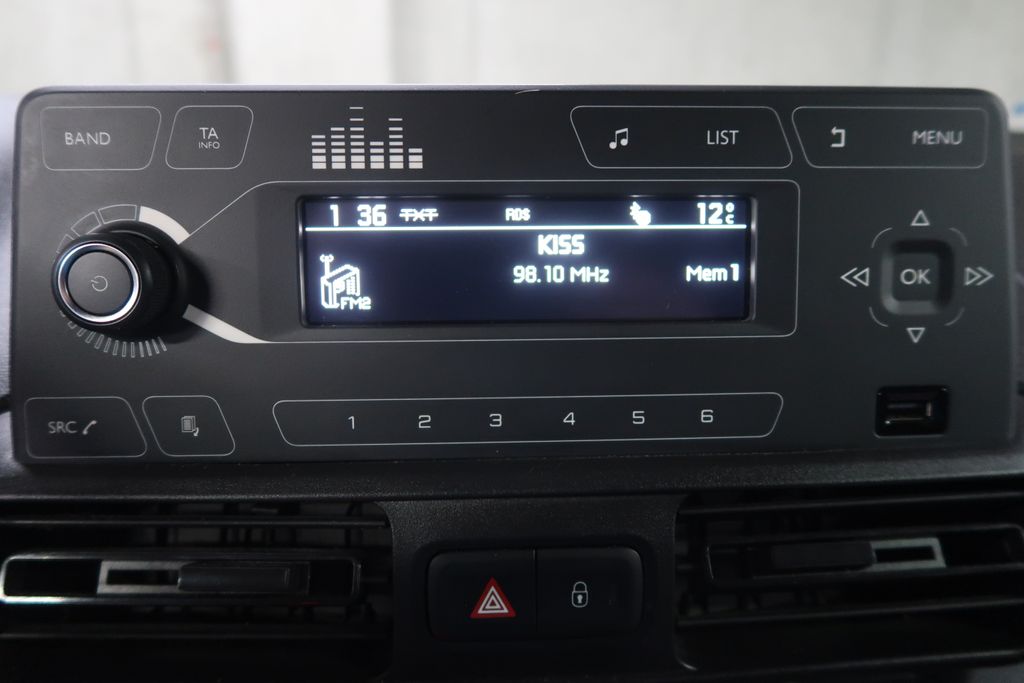 BAND
TA
INFO
LIST
MENU
1 36 TXT RDS 12°C
KISS
98.10 MHz Mem 1
FM2
OK
SRC
1 2 3 4 5 6